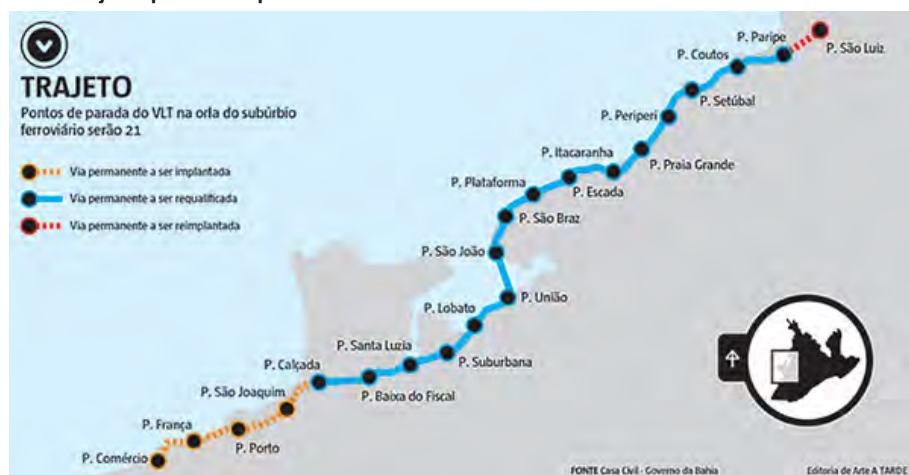 TRAJETO
Pontos de parada do VLT na orla do subúrbio
ferroviário serão 21
Via permanente a ser implantada
Via permanente a ser requalificada
Via permanente a ser reimplantada
P. São Luiz
P. Paripe
P. Coutos
P. Setúbal
P. Periperi
P. Praia Grande
P. Itacaranha
P. Escada
P. Plataforma
P. São Braz
P. São João
P. União
P. Lobato
P. Suburbana
P. Santa Luzia
P. Baixa do Fiscal
P. Calçada
P. São Joaquim
P. Porto
P. França
P. Comércio
FONTE Casa Civil - Governo da Bahia
Editoria de Arte A TARDE